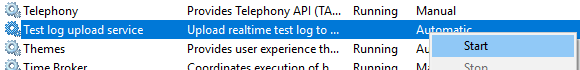 Telephony Provides Telephony API (TA... Running Manual
Test log upload service Upload realtime test log to ... Automatic
Start
Themes Provides user experience th... Running
Time Broker Coordinates execution of b... Running
Stop